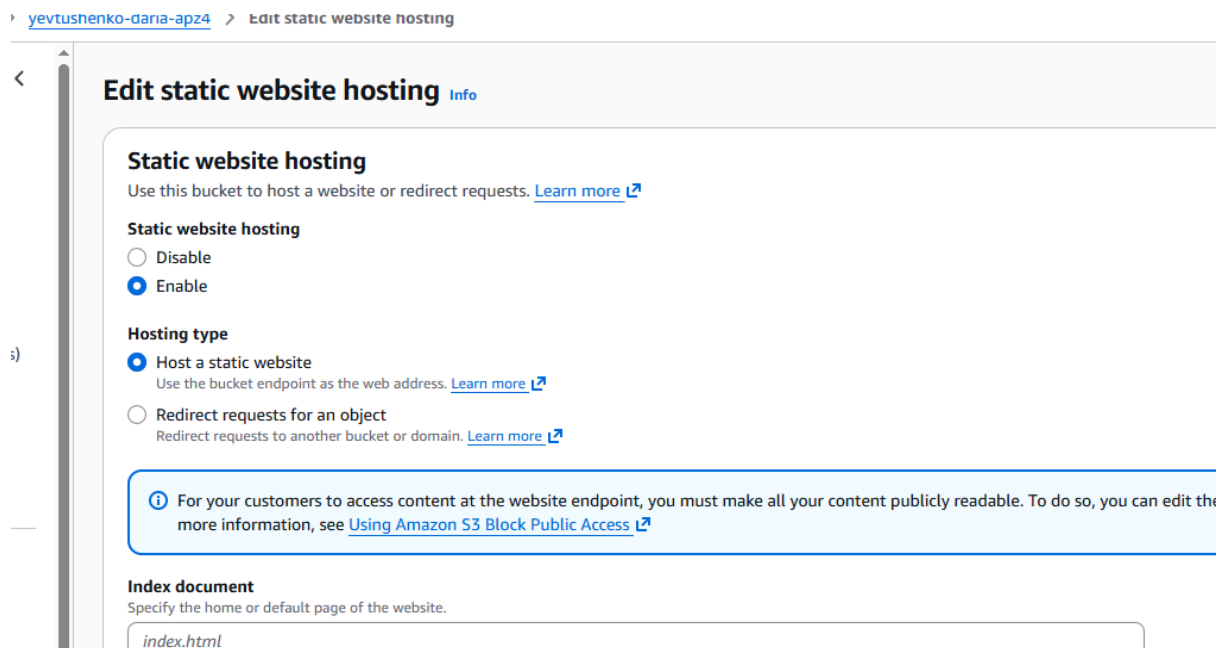 yevtushenko-daria-apz4 > Edit static website hosting
Edit static website hosting Info
Static website hosting
Use this bucket to host a website or redirect requests. Learn more
Static website hosting
Disable
Enable
Hosting type
s)
Host a static website
Use the bucket endpoint as the web address. Learn more
Redirect requests for an object
Redirect requests to another bucket or domain. Learn more
For your customers to access content at the website endpoint, you must make all your content publicly readable. To do so, you can edit the
more information, see Using Amazon S3 Block Public Access
Index document
Specify the home or default page of the website.
index.html